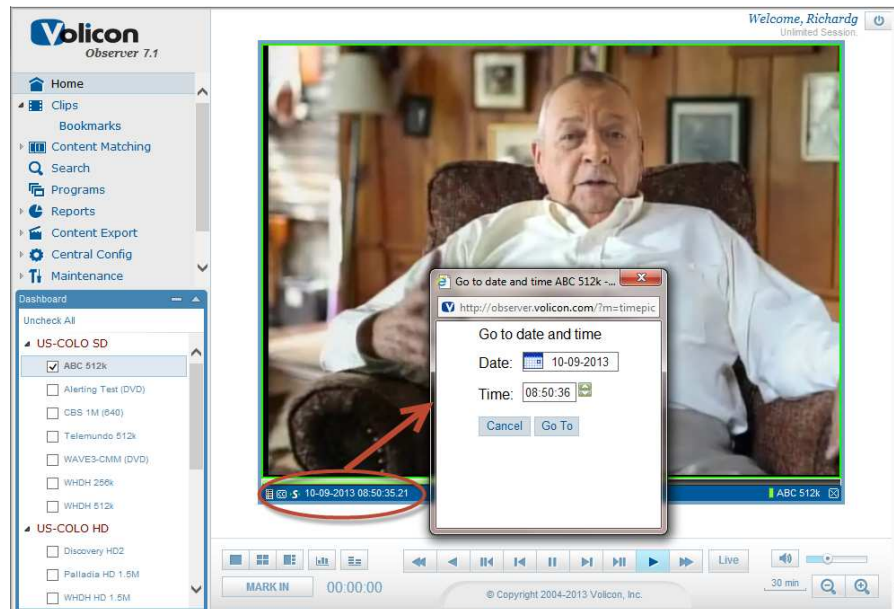 Volicon
Observer 7.1
Welcome, Richardg
Unlimited Session.
Home
Clips
Bookmarks
Content Matching
Search
Programs
Reports
Content Export
Central Config
Maintenance
Dashboard
Uncheck All
US-COLO SD
ABC 512k
Alerting Test (DVD)
CBS 1M (640)
Telemundo 512k
WAVE3-CMM (DVD)
WHDH 256k
WHDH 512k
US-COLO HD
Discovery HD2
Palladia HD 1.5M
WHDH HD 1.5M
Go to date and time ABC 512k -...
http://observer.volicon.com/?m=timepic
Go to date and time
Date: 10-09-2013
Time: 08:50:36
Cancel Go To
CC S 10-09-2013 08:50:35.21
ABC 512k
Live
MARK IN 00:00:00
30 min
© Copyright 2004-2013 Volicon, Inc.